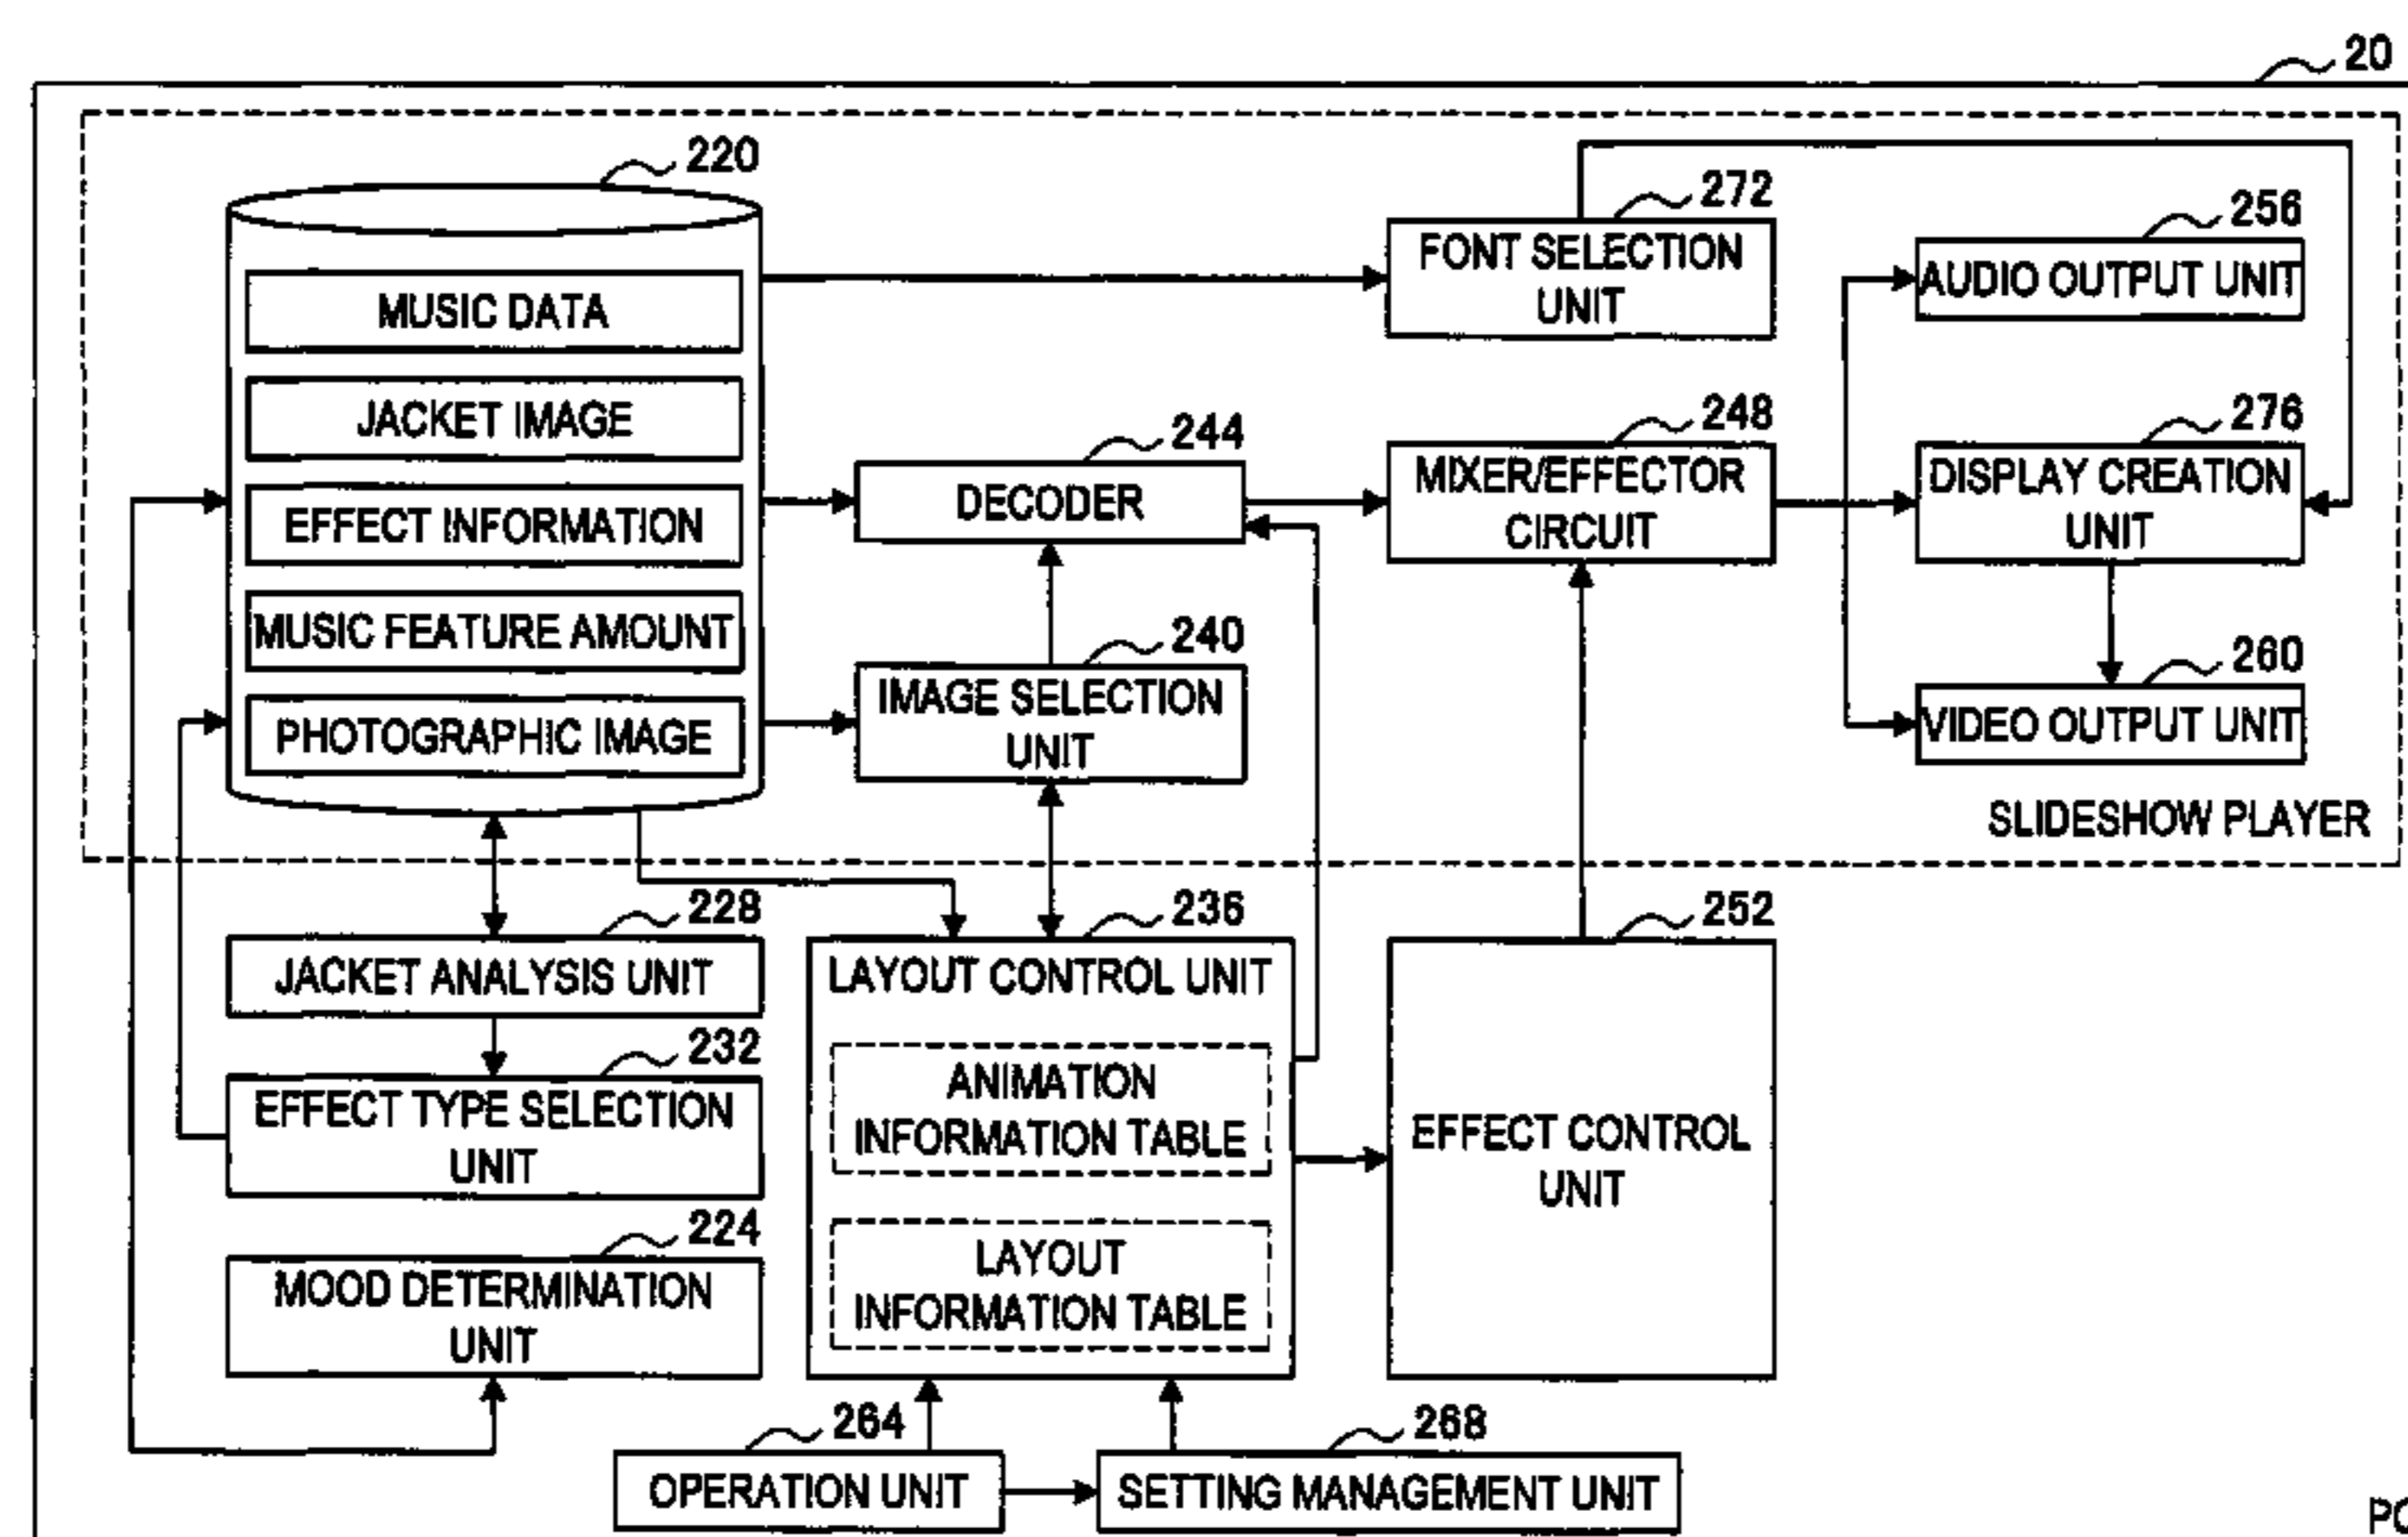 20
220
MUSIC DATA
JACKET IMAGE
EFFECT INFORMATION
MUSIC FEATURE AMOUNT
PHOTOGRAPHIC IMAGE
272
FONT SELECTION
UNIT
256
AUDIO OUTPUT UNIT
244
DECODER
248
MIXER/EFFECTOR
CIRCUIT
276
DISPLAY CREATION
UNIT
240
IMAGE SELECTION
UNIT
260
VIDEO OUTPUT UNIT
SLIDESHOW PLAYER
228
JACKET ANALYSIS UNIT
232
EFFECT TYPE SELECTION
UNIT
224
MOOD DETERMINATION
UNIT
236
LAYOUT CONTROL UNIT
ANIMATION
INFORMATION TABLE
LAYOUT
INFORMATION TABLE
252
EFFECT CONTROL
UNIT
264
OPERATION UNIT
268
SETTING MANAGEMENT UNIT